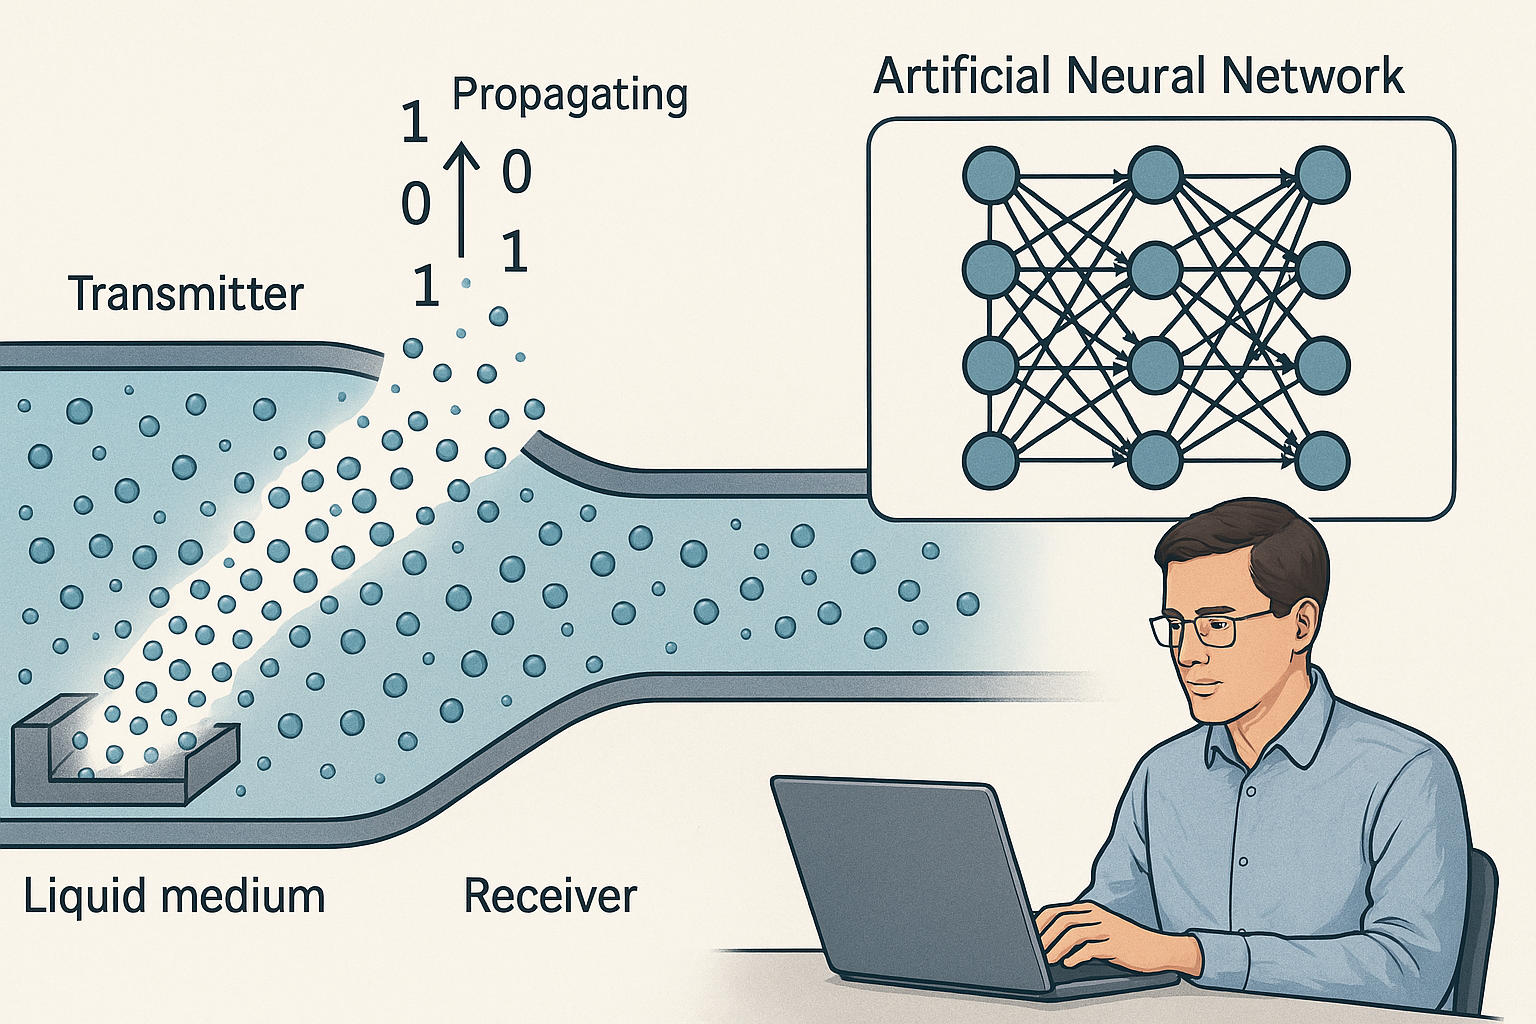 Artificial Neural Network
Propagating
1
0
0
1
1
Transmitter
Liquid medium
Receiver